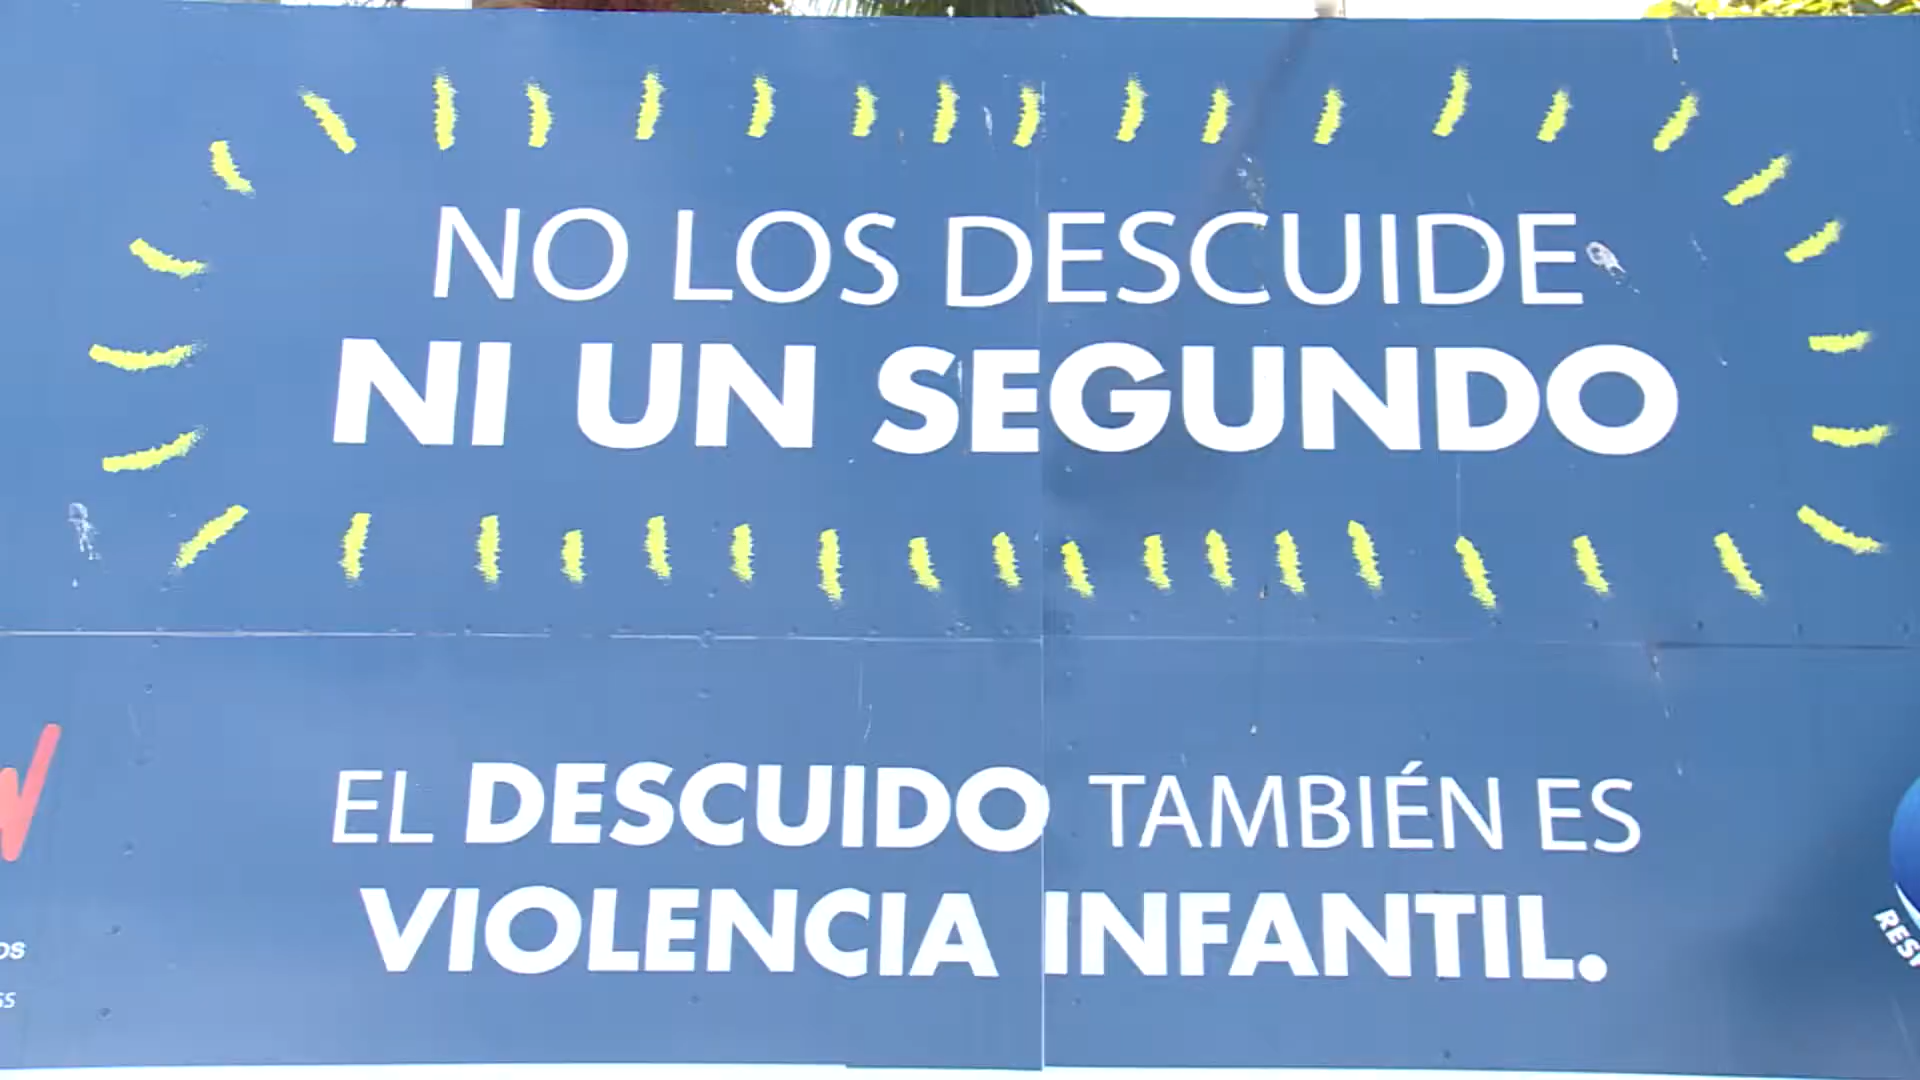 NO LOS DESCUIDE
NI UN SEGUNDO
EL DESCUIDO TAMBIÉN ES
VIOLENCIA INFANTIL.